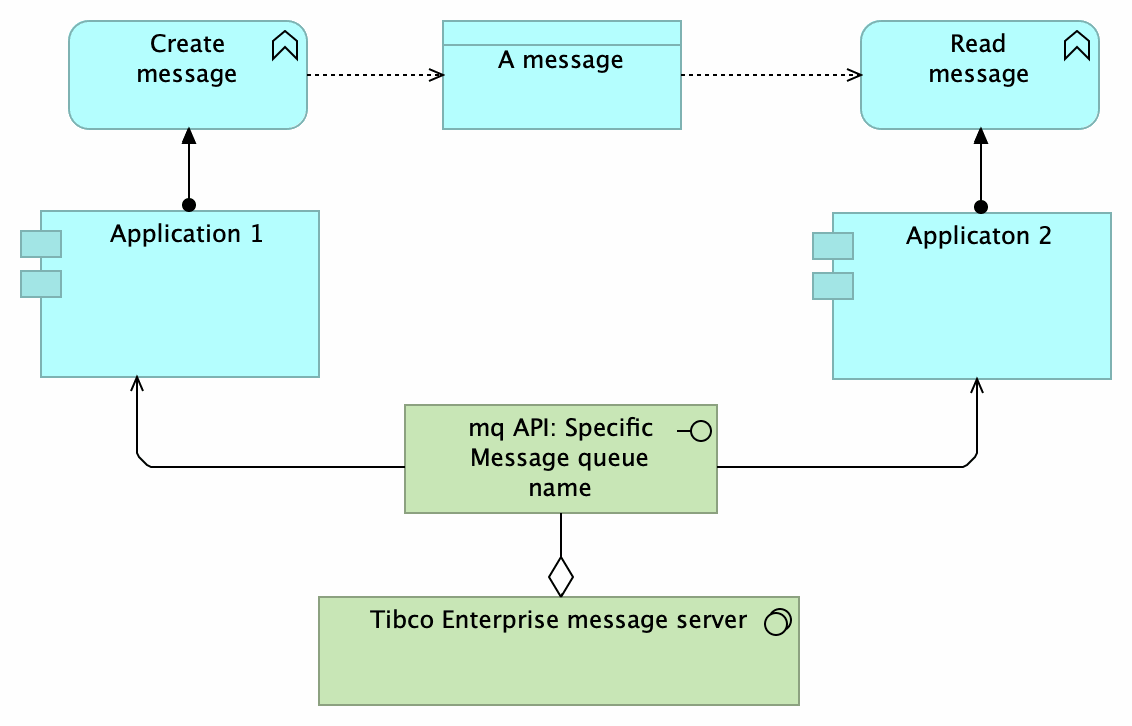 Create
message
A message
Read
message
Application 1
Applicaton 2
mq API: Specific
Message queue
name
Tibco Enterprise message server